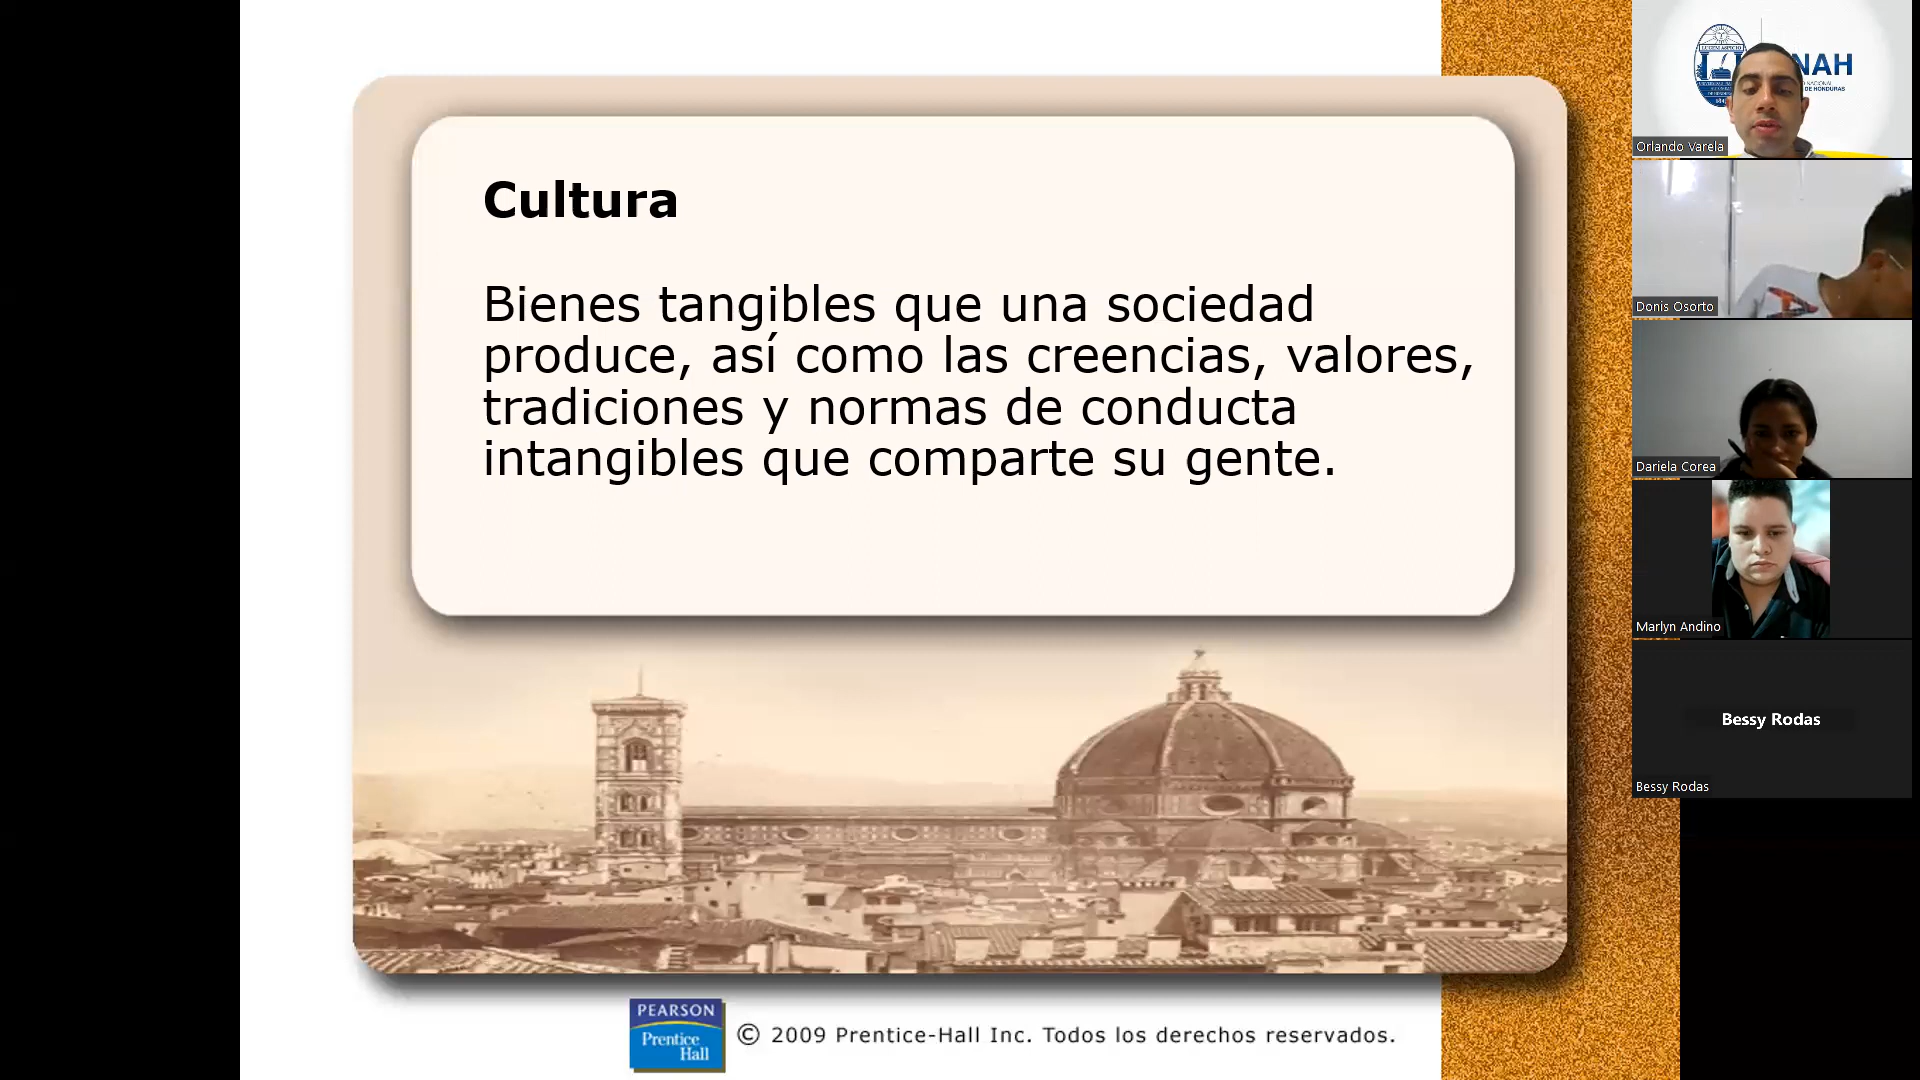 Cultura
Bienes tangibles que una sociedad
produce, así como las creencias, valores,
tradiciones y normas de conducta
intangibles que comparte su gente.
PEARSON
Prentice
Hall
© 2009 Prentice-Hall Inc. Todos los derechos reservados.
NAH
DE HONDURAS
Orlando Varela
Donis Osorto
Dariela Corea
Marlyn Andino
Bessy Rodas
Bessy Rodas